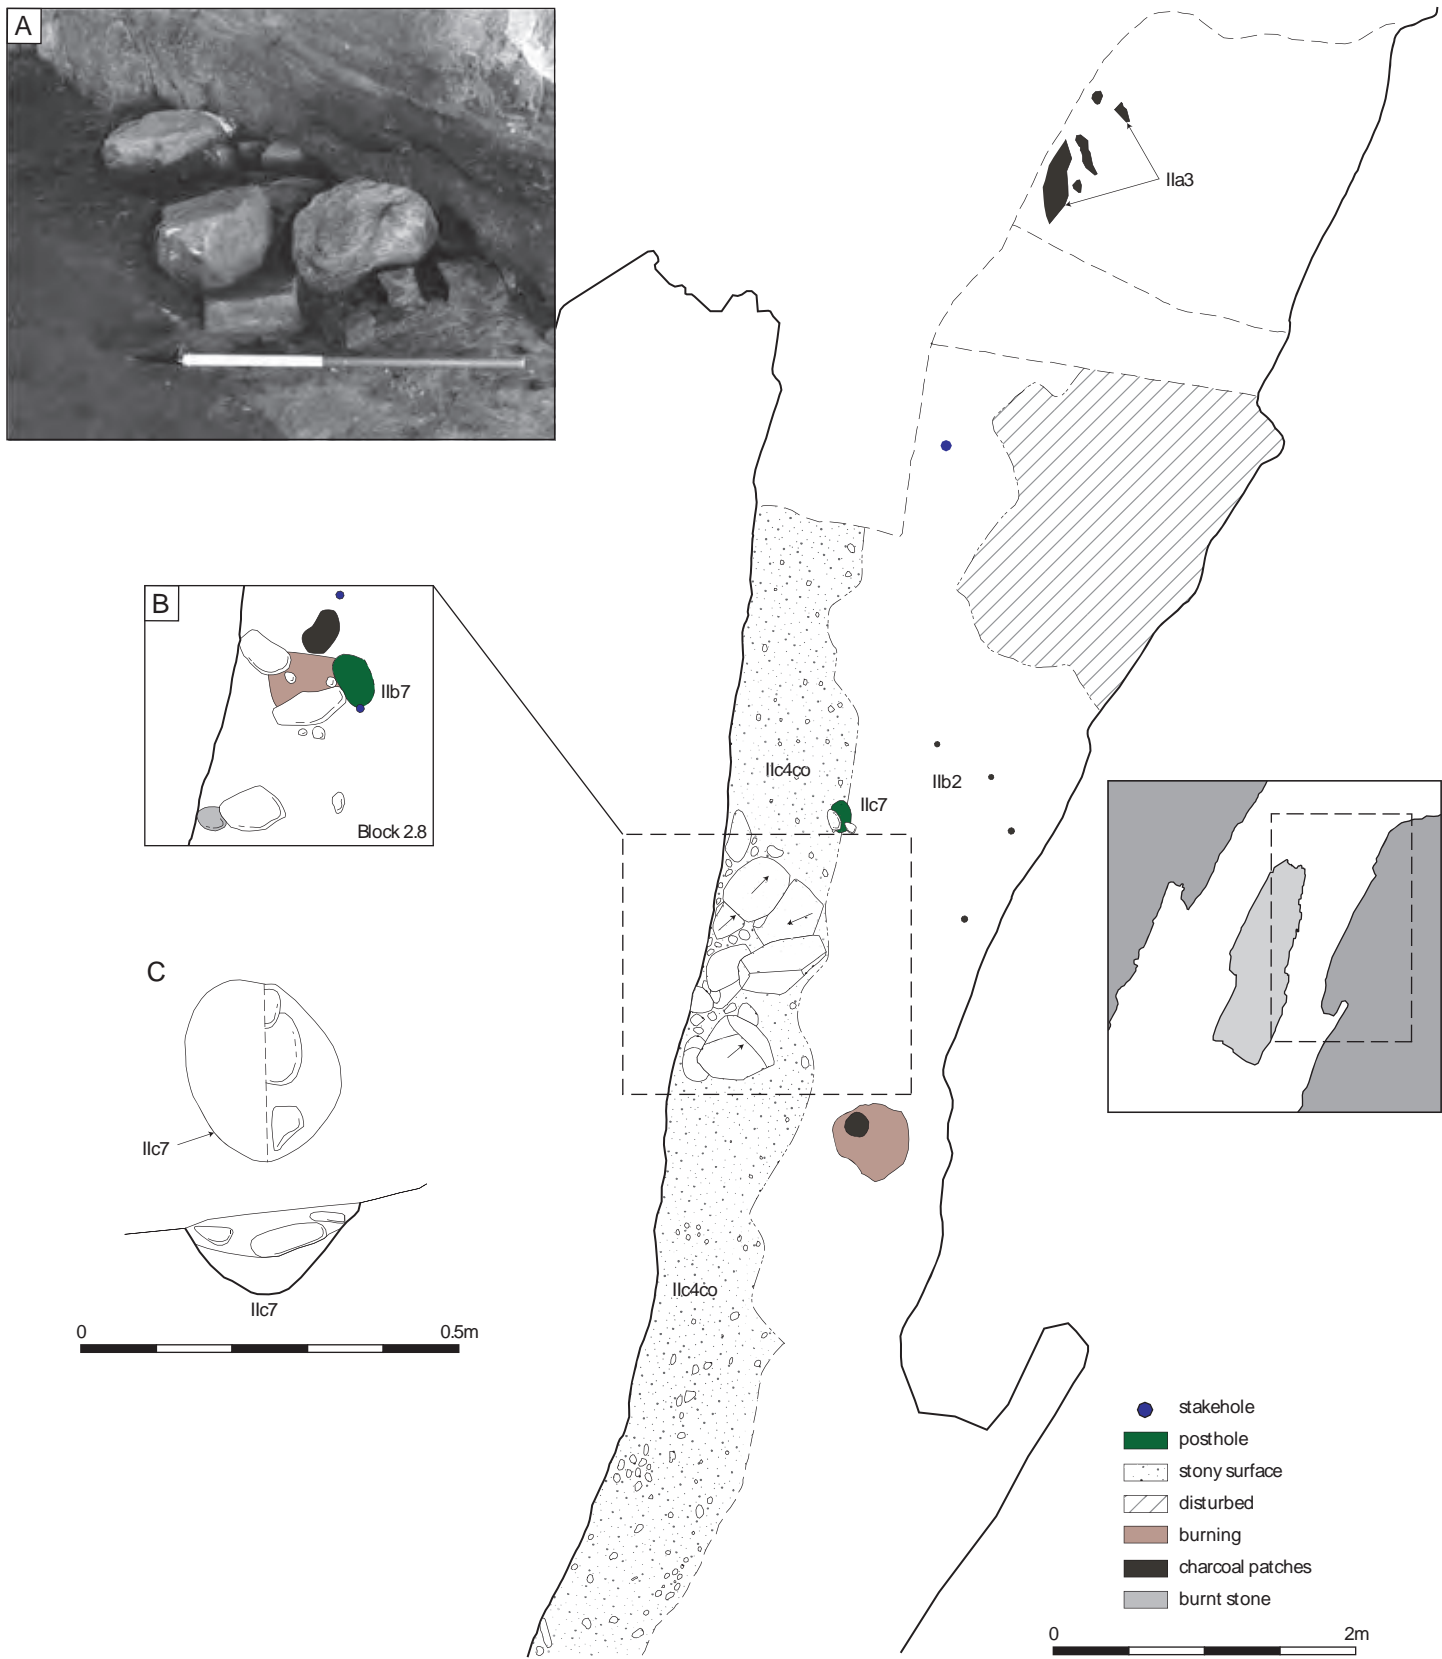 A
IIa3
B
IIb7
Block 2.8
IIc4co
IIc7
IIb2
C
IIc7
IIc7
0 0.5m
IIc4co
stakehole
posthole
stony surface
disturbed
burning
charcoal patches
burnt stone
0 2m